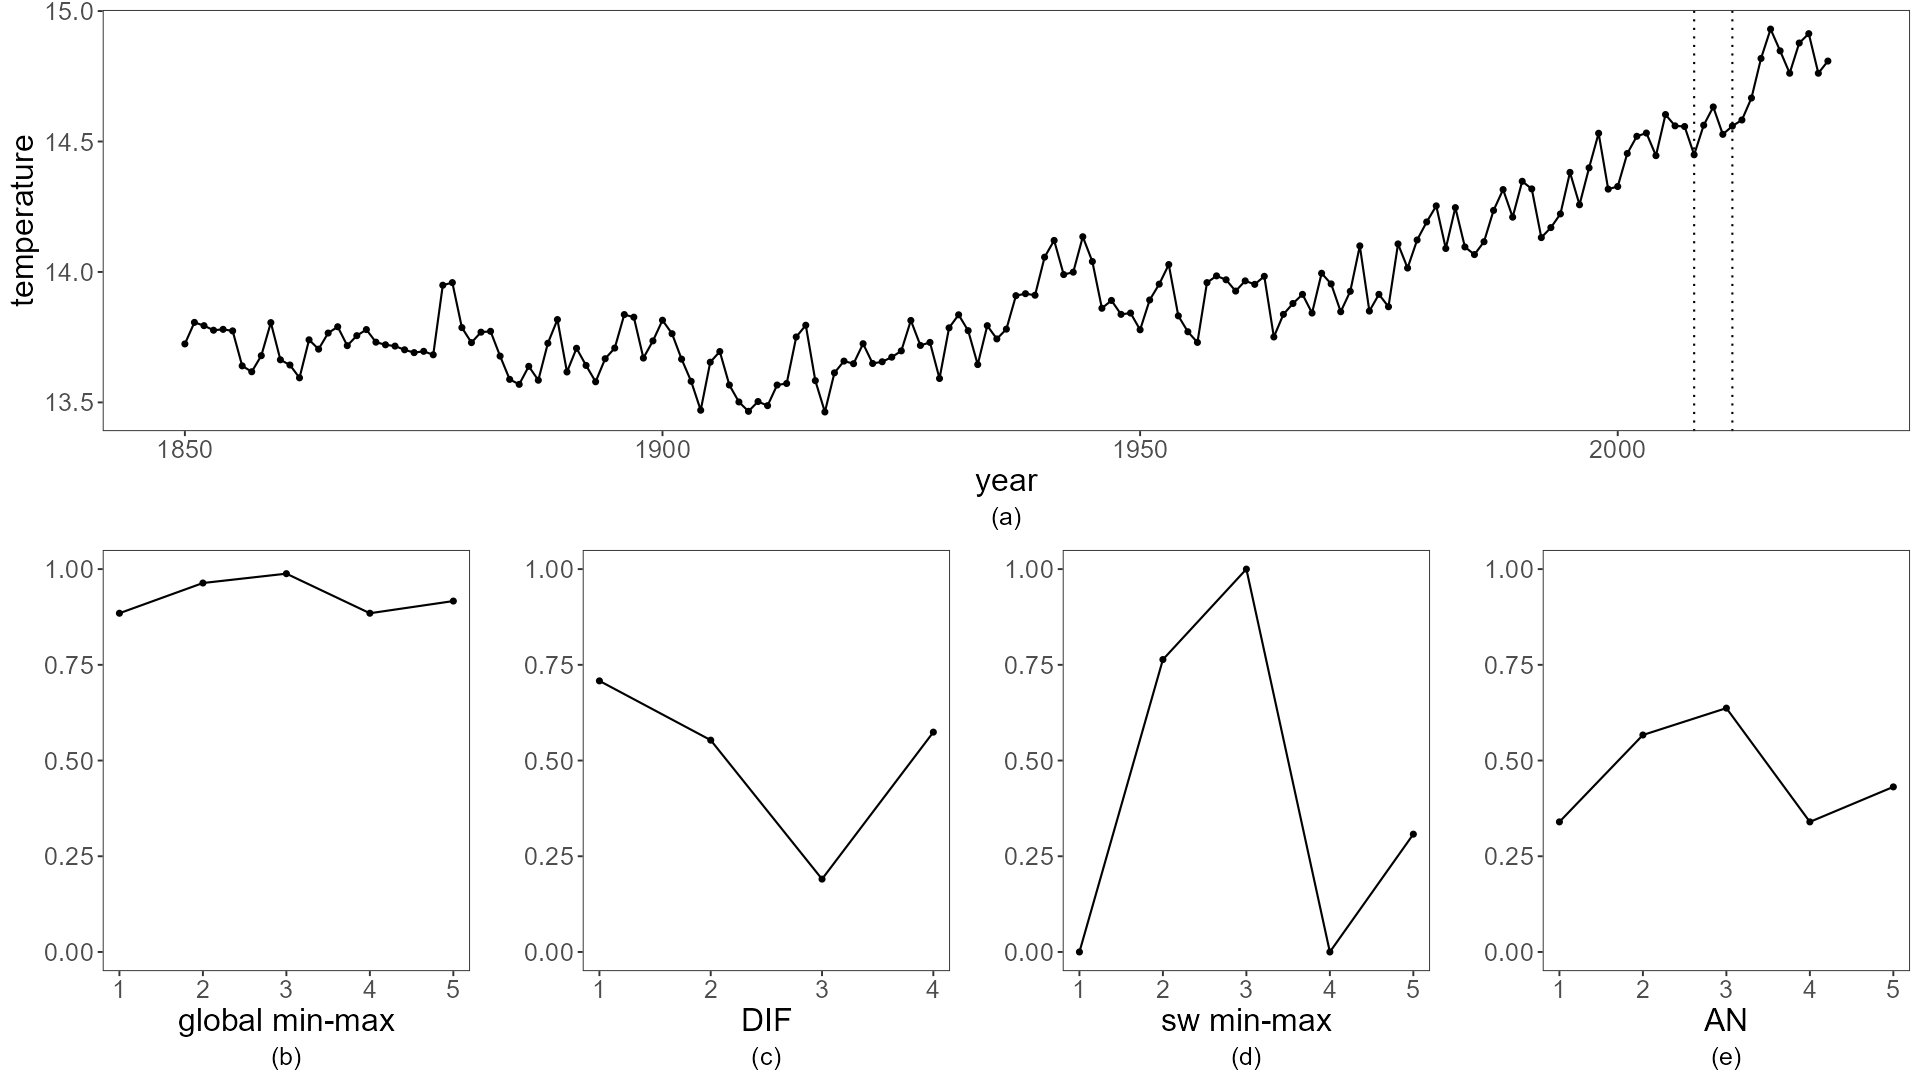 15.0
14.5
14.0
13.5
temperature
1850 1900 1950 2000
year
(a)
1.00 1.00 1.00 1.00
0.75 0.75 0.75 0.75
0.50 0.50 0.50 0.50
0.25 0.25 0.25 0.25
0.00 0.00 0.00 0.00
1 2 3 4 5 1 2 3 4 1 2 3 4 5 1 2 3 4 5
global min-max DIF sw min-max AN
(b) (c) (d) (e)